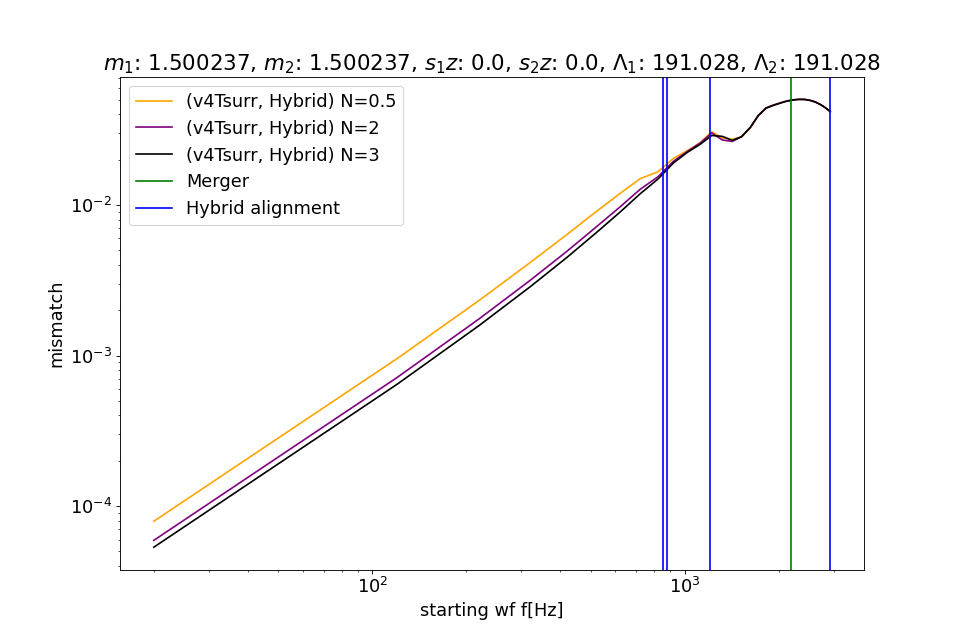 m₁: 1.500237, m₂: 1.500237, s₁z: 0.0, s₂z: 0.0, Λ₁: 191.028, Λ₂: 191.028
(v4Tsurr, Hybrid) N=0.5
(v4Tsurr, Hybrid) N=2
(v4Tsurr, Hybrid) N=3
Merger
Hybrid alignment
10⁻²
10⁻³
10⁻⁴
mismatch
10² 10³
starting wf f[Hz]